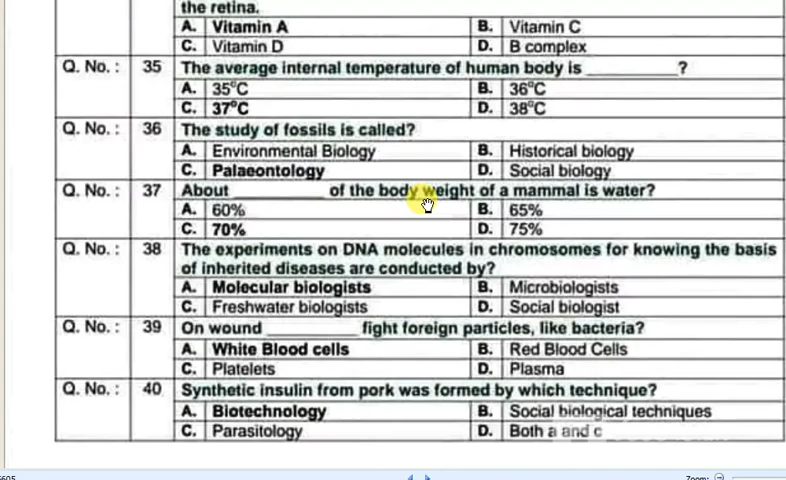 the retina.
A. Vitamin A B. Vitamin C
C. Vitamin D D. B complex
Q. No. : 35 The average internal temperature of human body is __________?
A. 35°C B. 36°C
C. 37°C D. 38°C
Q. No. : 36 The study of fossils is called?
A. Environmental Biology B. Historical biology
C. Palaeontology D. Social biology
Q. No. : 37 About __________ of the body weight of a mammal is water?
A. 60% B. 65%
C. 70% D. 75%
Q. No. : 38 The experiments on DNA molecules in chromosomes for knowing the basis
of inherited diseases are conducted by?
A. Molecular biologists B. Microbiologists
C. Freshwater biologists D. Social biologist
Q. No. : 39 On wound __________ fight foreign particles, like bacteria?
A. White Blood cells B. Red Blood Cells
C. Platelets D. Plasma
Q. No. : 40 Synthetic insulin from pork was formed by which technique?
A. Biotechnology B. Social biological techniques
C. Parasitology D. Both a and c